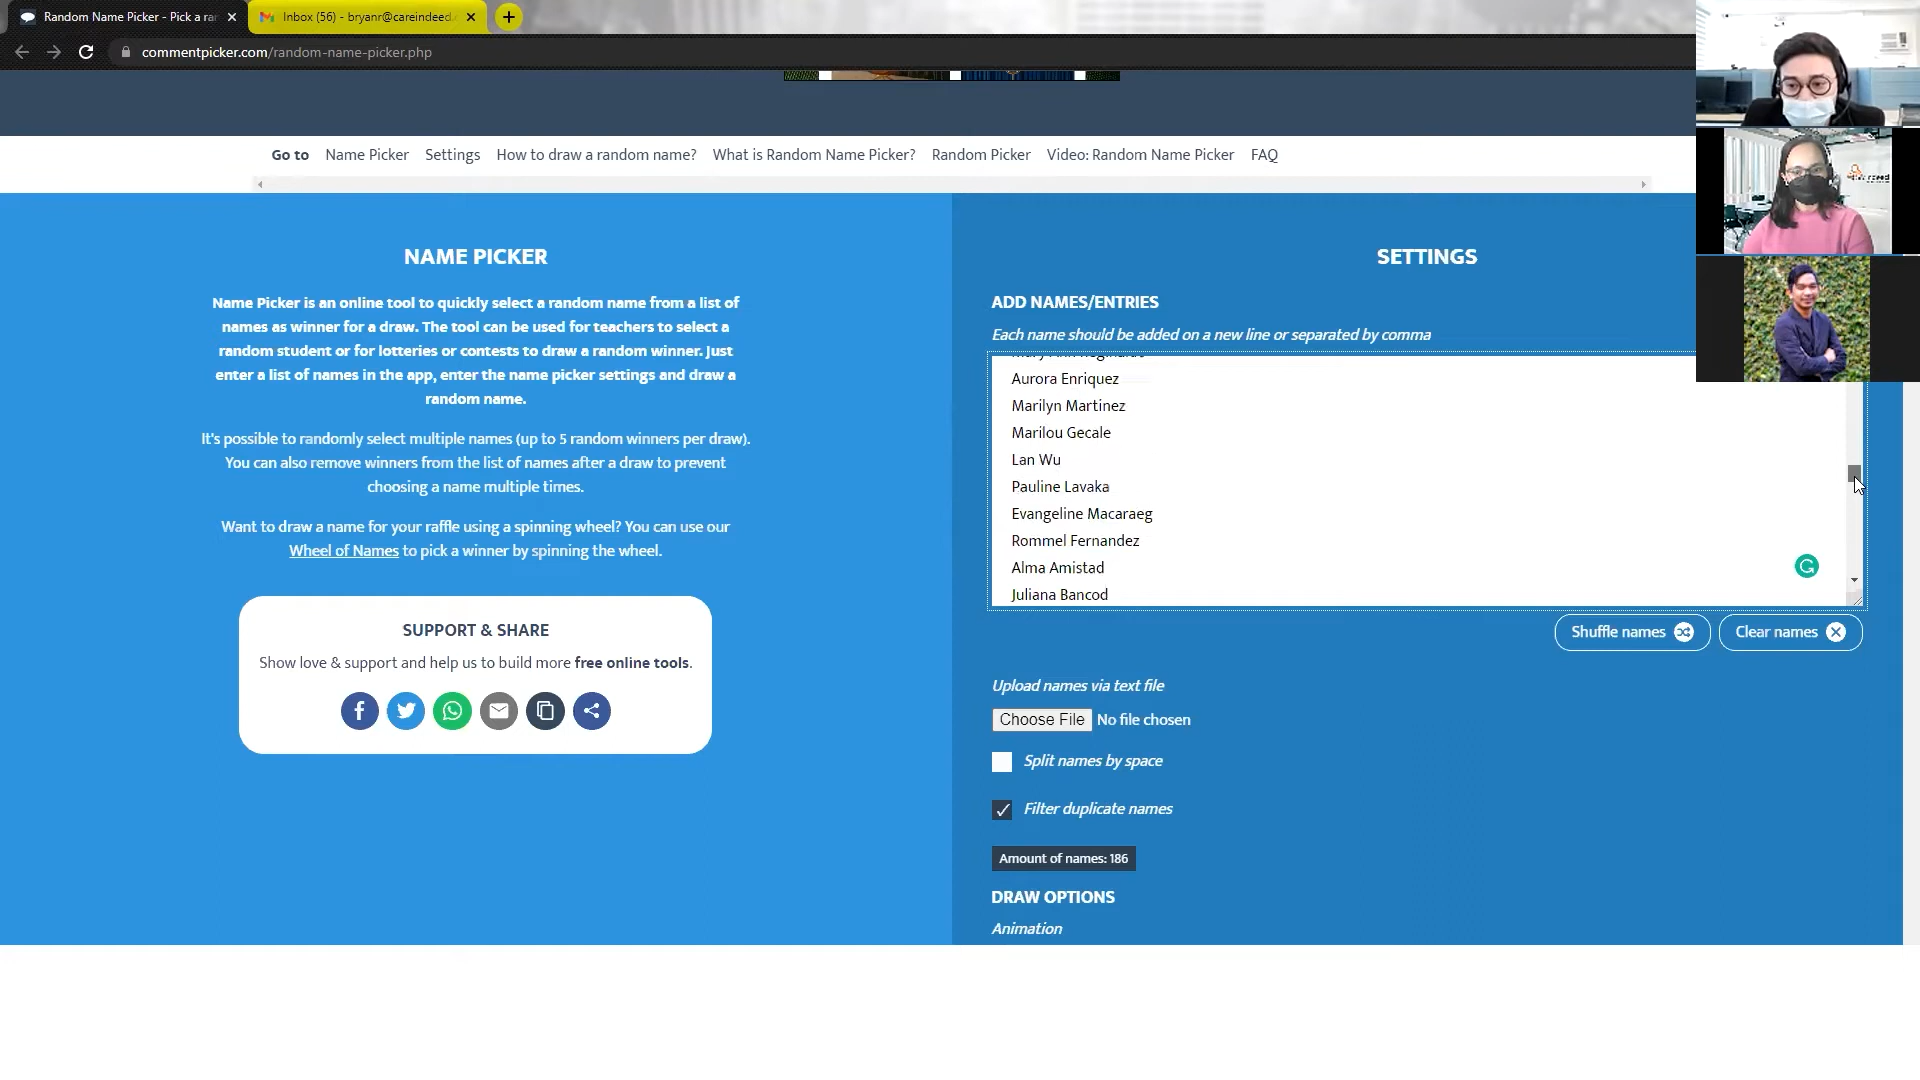 Random Name Picker - Pick a ra
Inbox (56) - bryanr@careindeed.
commentpicker.com/random-name-picker.php
Go to Name Picker Settings How to draw a random name? What is Random Name Picker? Random Picker Video: Random Name Picker FAQ
NAME PICKER
Name Picker is an online tool to quickly select a random name from a list of
names as winner for a draw. The tool can be used for teachers to select a
random student or for lotteries or contests to draw a random winner. Just
enter a list of names in the app, enter the name picker settings and draw a
random name.
It's possible to randomly select multiple names (up to 5 random winners per draw).
You can also remove winners from the list of names after a draw to prevent
choosing a name multiple times.
Want to draw a name for your raffle using a spinning wheel? You can use our
Wheel of Names to pick a winner by spinning the wheel.
SUPPORT & SHARE
Show love & support and help us to build more free online tools.
SETTINGS
ADD NAMES/ENTRIES
Each name should be added on a new line or separated by comma
Aurora Enriquez
Marilyn Martinez
Marilou Gecale
Lan Wu
Pauline Lavaka
Evangeline Macaraeg
Rommel Fernandez
Alma Amistad
Juliana Bancod
Shuffle names
Clear names
Upload names via text file
Choose File No file chosen
Split names by space
Filter duplicate names
Amount of names: 186
DRAW OPTIONS
Animation